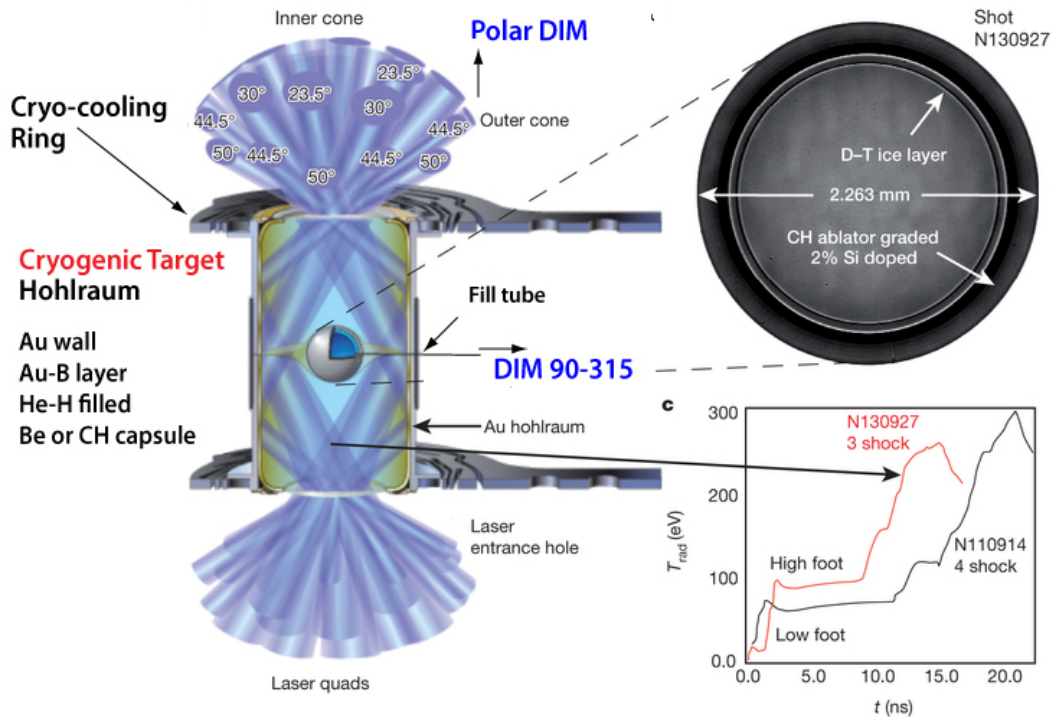 Inner cone
Polar DIM
Shot
N130927
23.5°
30°
23.5°
30°
44.5°
44.5°
Outer cone
50°
44.5°
44.5°
50°
50°
Cryo-cooling
Ring
D–T ice layer
2.263 mm
CH ablator graded
2% Si doped
Cryogenic Target
Hohlraum
Au wall
Au-B layer
He-H filled
Be or CH capsule
Fill tube
DIM 90-315
Au hohlraum
Laser
entrance hole
Laser quads
c
300
200
100
0.0
T rad (eV)
N130927
3 shock
High foot
N110914
4 shock
Low foot
0.0 5.0 10.0 15.0 20.0
t (ns)